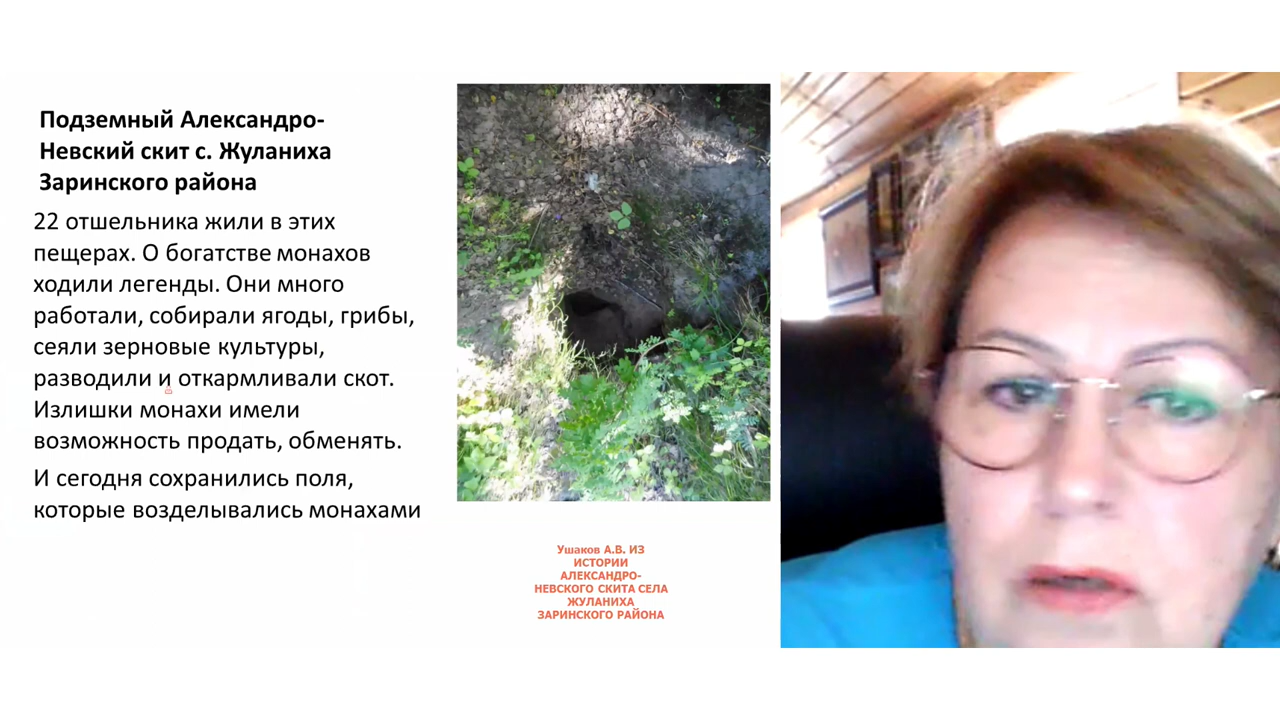 Подземный Александро-
Невский скит с. Жуланиха
Заринского района
22 отшельника жили в этих
пещерах. О богатстве монахов
ходили легенды. Они много
работали, собирали ягоды, грибы,
сеяли зерновые культуры,
разводили и откармливали скот.
Излишки монахи имели
возможность продать, обменять.
И сегодня сохранились поля,
которые возделывались монахами
Ушаков А.В. ИЗ
ИСТОРИИ
АЛЕКСАНДРО-
НЕВСКОГО СКИТА СЕЛА
ЖУЛАНИХА
ЗАРИНСКОГО РАЙОНА